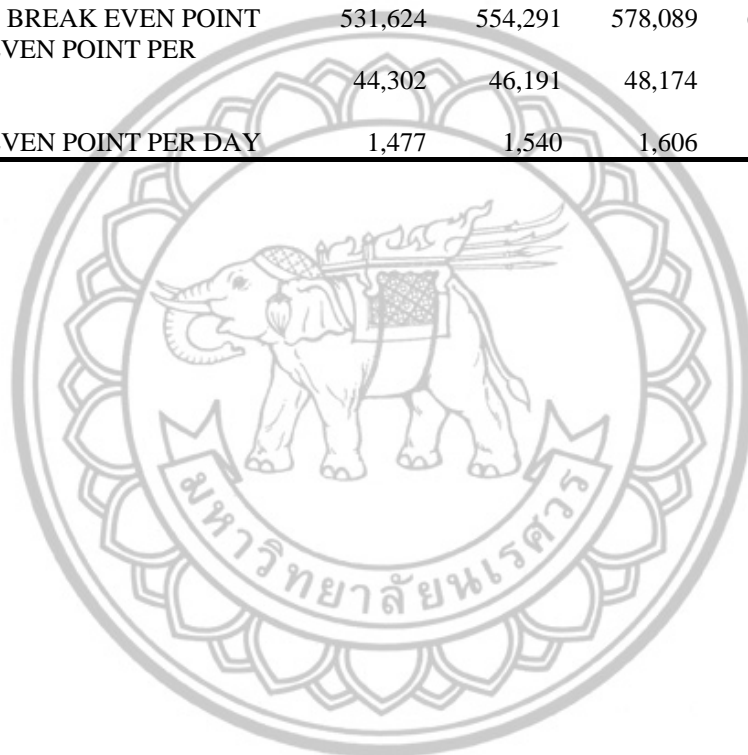 BREAK EVEN POINT 531,624 554,291 578,089
EVEN POINT PER
44,302 46,191 48,174
EVEN POINT PER DAY 1,477 1,540 1,606
มหาวิทยาลัยนเรศวร